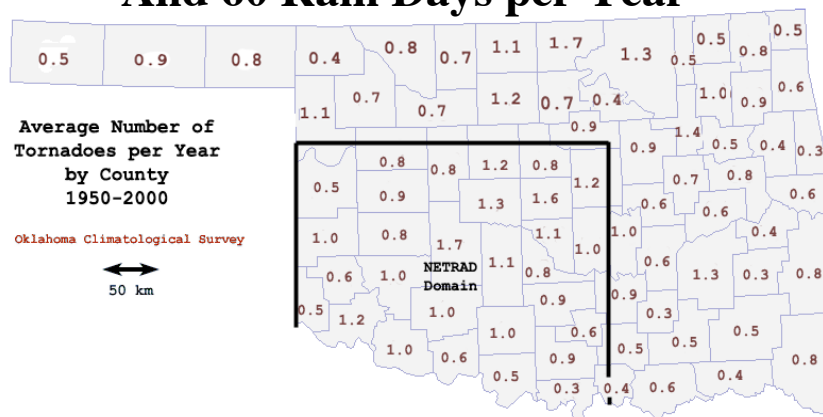 And 60 Rain Days per Year
0.5 0.9 0.8 0.4 0.8 0.7 1.1 1.7 1.3 0.5 0.5 0.8 0.5
1.1 0.7 0.7 1.2 0.7 0.4 1.0 0.9 0.6
0.9 0.9 1.4 0.5 0.4 0.3
Average Number of
Tornadoes per Year
by County
1950-2000
Oklahoma Climatological Survey
50 km
0.5 0.8 0.8 1.2 0.8 1.2 0.7 0.8
0.9 1.3 1.6 0.6 0.6 0.6
1.0 0.8 1.7 1.1 1.0 1.0 0.4
NETRAD
Domain
0.6 1.0 1.1 0.8 0.6 1.3 0.3 0.8
0.5 1.2 1.0 0.9 0.9 0.3
1.0 0.6 1.0 0.6 0.5 0.5 0.5
0.5 0.9 0.8
0.3 0.4 0.6 0.4